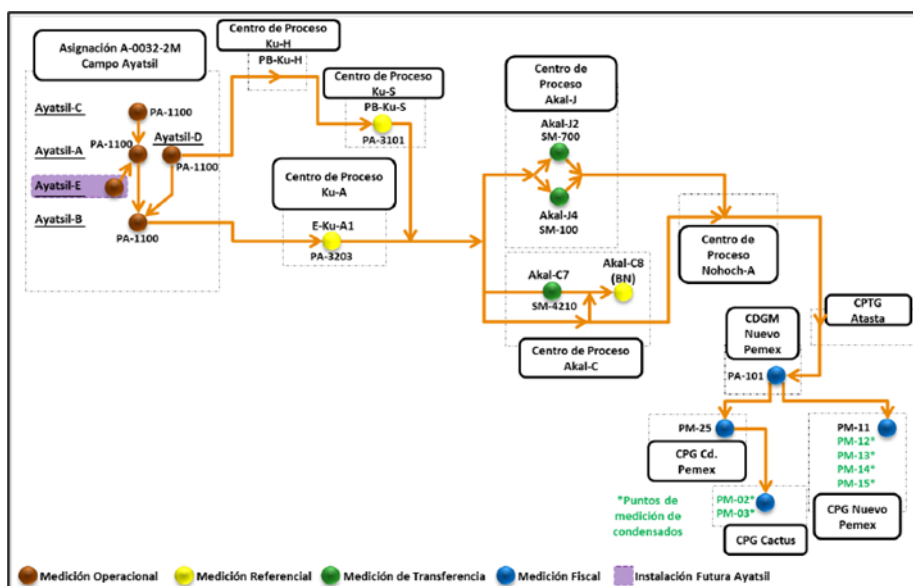 Asignación A-0032-2M
Campo Ayatsil
Centro de Proceso
Ku-H
PB-Ku-H
Centro de Proceso
Ku-S
PB-Ku-S
PA-3101
Centro de
Proceso
Akal-J
Akal-J2
SM-700
Akal-J4
SM-100
Ayatsil-C
PA-1100
Ayatsil-A
PA-1100
Ayatsil-D
PA-1100
Ayatsil-E
Ayatsil-B
PA-1100
Centro de Proceso
Ku-A
E-Ku-A1
PA-3203
Akal-C7
SM-4210
Akal-C8
(BN)
Centro de Proceso
Akal-C
Centro de
Proceso
Nohoch-A
CPTG
Atasta
CDGM
Nuevo
Pemex
PA-101
PM-25
CPG Cd.
Pemex
PM-11
PM-12*
PM-13*
PM-14*
PM-15*
CPG Nuevo
Pemex
*Puntos de
medición de
condensados
PM-02*
PM-03*
CPG Cactus
Medición Operacional
Medición Referencial
Medición de Transferencia
Medición Fiscal
Instalación Futura Ayatsil